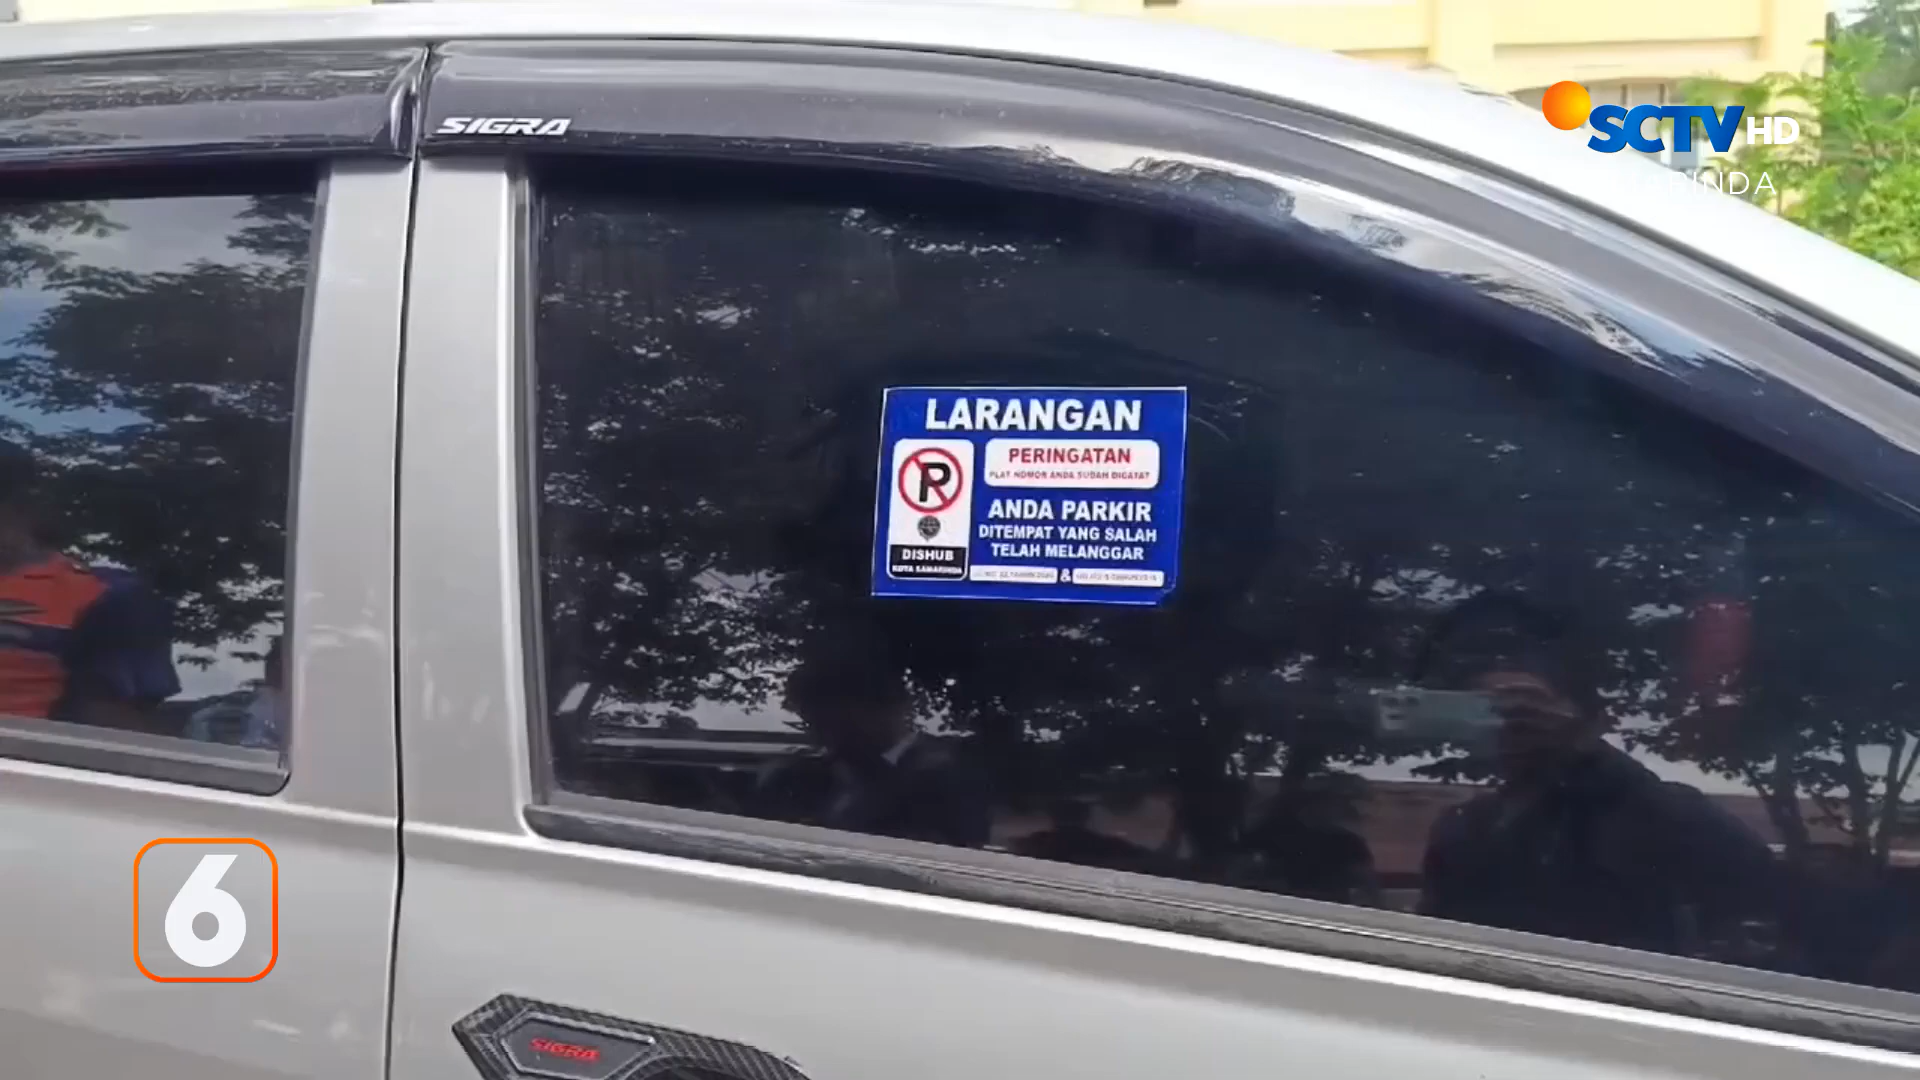 SIGRA
SCTV HD
LARANGAN
PERINGATAN
PLAT NOMOR ANDA SUDAH DICATAT
ANDA PARKIR
DITEMPAT YANG SALAH
TELAH MELANGGAR
DISHUB
KOTA SAMARINDA
&
6
SIGRA